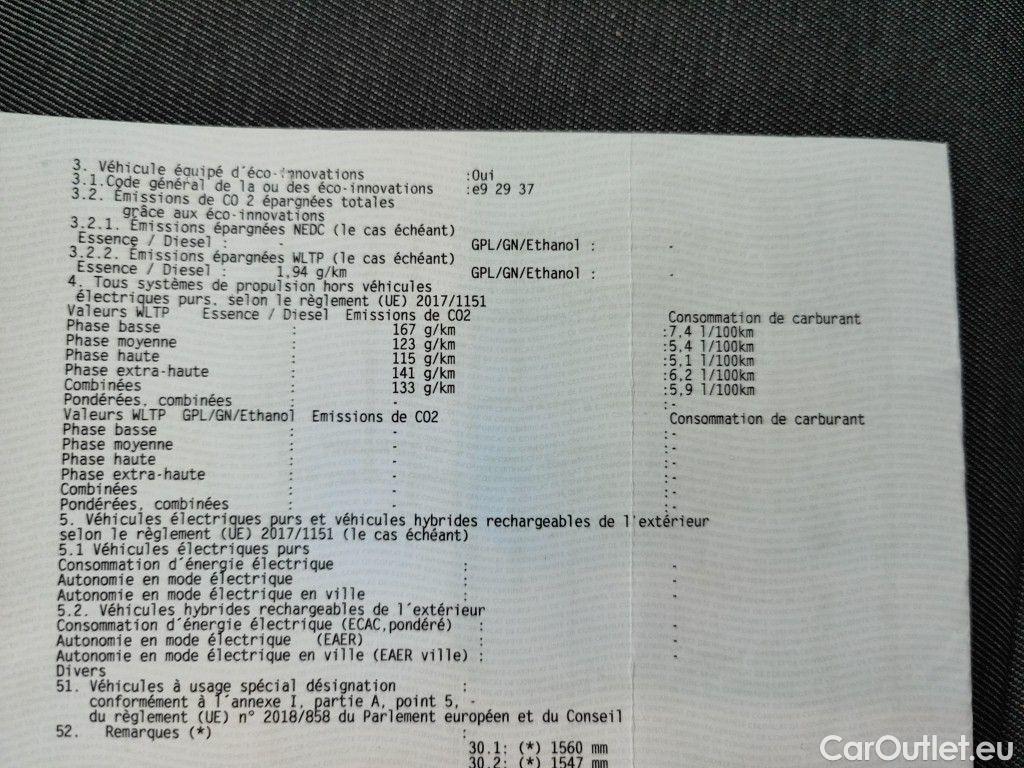 3. Véhicule équipé d'éco-innovations :Oui
3.1.Code général de la ou des éco-innovations :e9 29 37
3.2. Émissions de CO 2 épargnées totales
grâce aux éco-innovations
3.2.1. Émissions épargnées NEDC (le cas échéant)
Essence / Diesel : - GPL/GN/Ethanol : -
3.2.2. Émissions épargnées WLTP (le cas échéant)
Essence / Diesel : 1,94 g/km GPL/GN/Ethanol : -
4. Tous systèmes de propulsion hors véhicules
électriques purs. selon le règlement (UE) 2017/1151
Valeurs WLTP Essence / Diesel Emissions de CO2 Consommation de carburant
Phase basse : 167 g/km :7,4 l/100km
Phase moyenne : 123 g/km :5,4 l/100km
Phase haute : 115 g/km :5,1 l/100km
Phase extra-haute : 141 g/km :6,2 l/100km
Combinées : 133 g/km :5,9 l/100km
Pondérées, combinées : - :-
Valeurs WLTP GPL/GN/Ethanol Emissions de CO2 Consommation de carburant
Phase basse : - :-
Phase moyenne : - :-
Phase haute : - :-
Phase extra-haute : - :-
Combinées : - :-
Pondérées, combinées : - :-
5. Véhicules électriques purs et véhicules hybrides rechargeables de l'extérieur
selon le règlement (UE) 2017/1151 (le cas échéant)
5.1 Véhicules électriques purs
Consommation d'énergie électrique : -
Autonomie en mode électrique : -
Autonomie en mode électrique en ville : -
5.2. Véhicules hybrides rechargeables de l'extérieur
Consommation d'énergie électrique (ECAC,pondéré) : -
Autonomie en mode électrique (EAER) : -
Autonomie en mode électrique en ville (EAER ville) : -
Divers
51. Véhicules à usage spécial désignation :
conformément à l'annexe I, partie A, point 5, -
du règlement (UE) n° 2018/858 du Parlement européen et du Conseil
52. Remarques (*) :
30.1: (*) 1560 mm
30.2: (*) 1547 mm
CarOutlet.eu